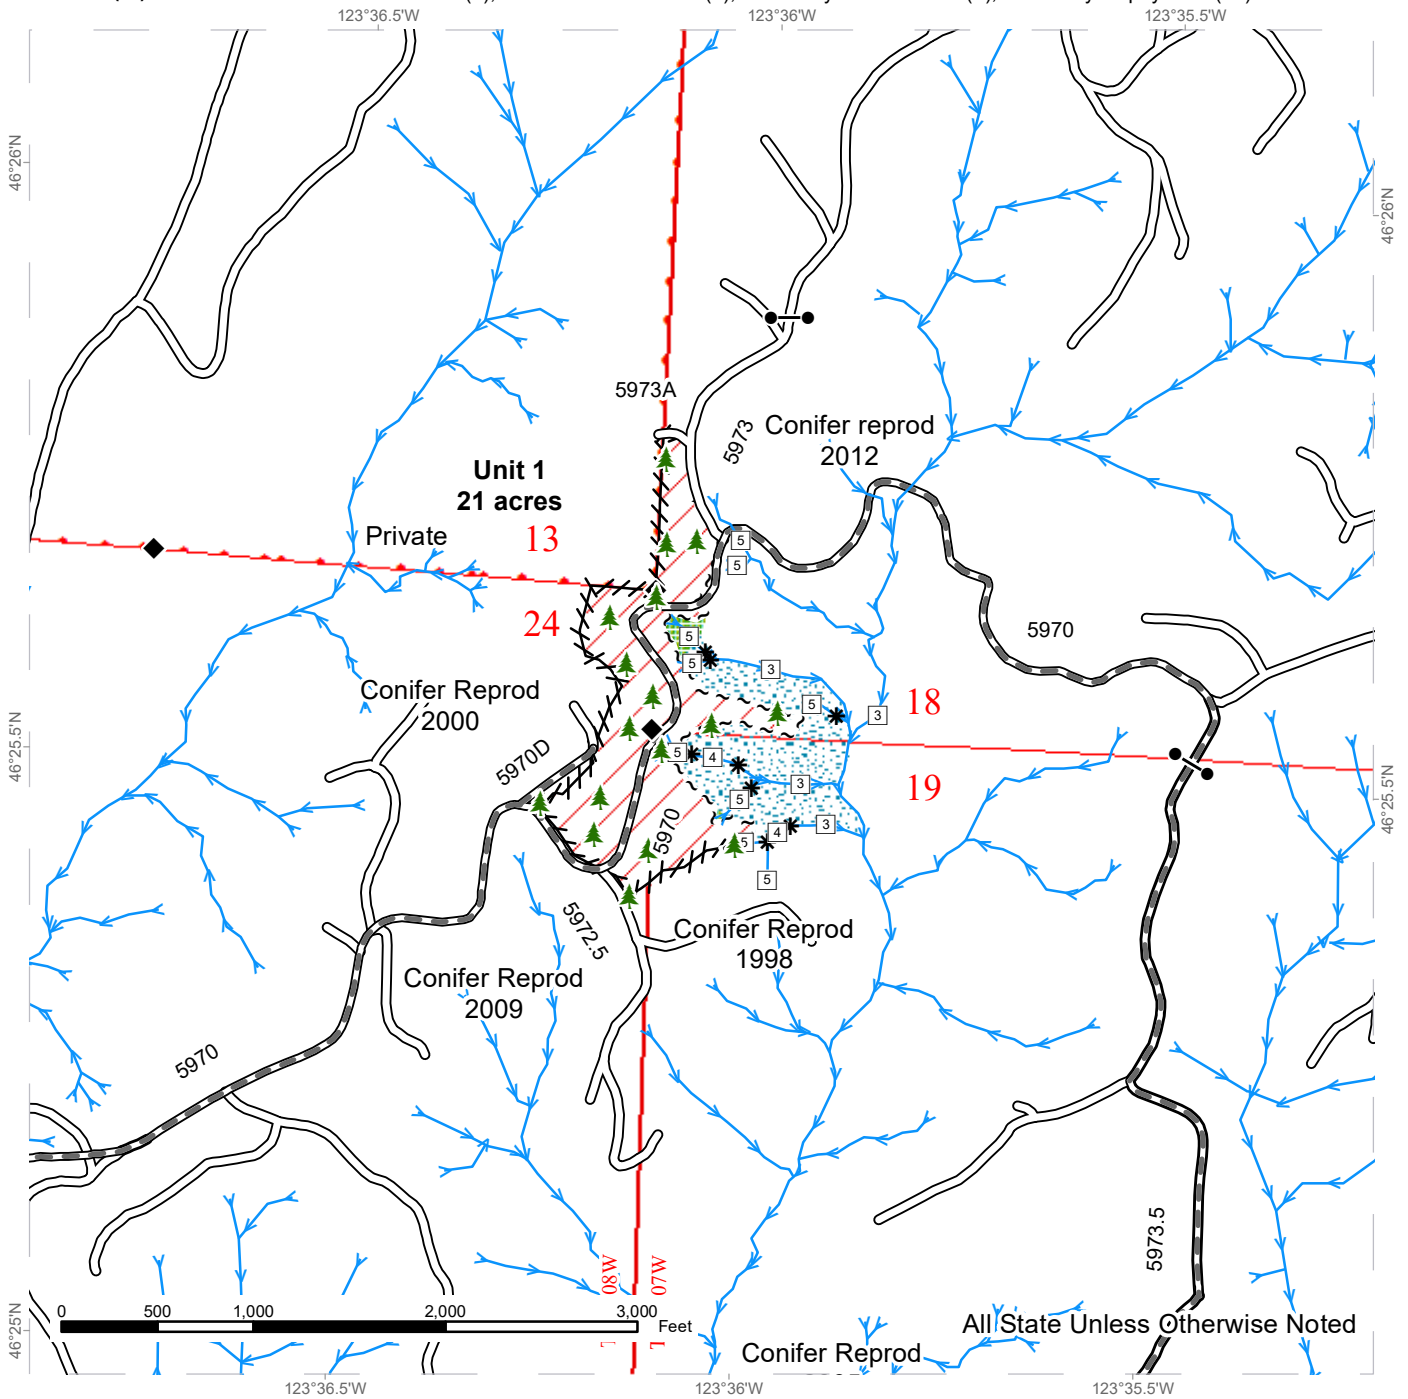 123°36.5'W
123°36'W
123°35.5'W
46°26'N
46°26'N
5973A
5973
Conifer reprod
2012
Unit 1
21 acres
Private
13
5
5
24
5
5
3
5970
Conifer Reprod
2000
5
3
18
5970D
5
4
3
19
5
5970
4
3
5
5
46°25.5'N
46°25.5'N
5972.5
Conifer Reprod
1998
Conifer Reprod
2009
5970
5973.5
08W
07W
0
500
1,000
2,000
3,000
Feet
All State Unless Otherwise Noted
Conifer Reprod
46°25'N
123°36.5'W
123°36'W
123°35.5'W